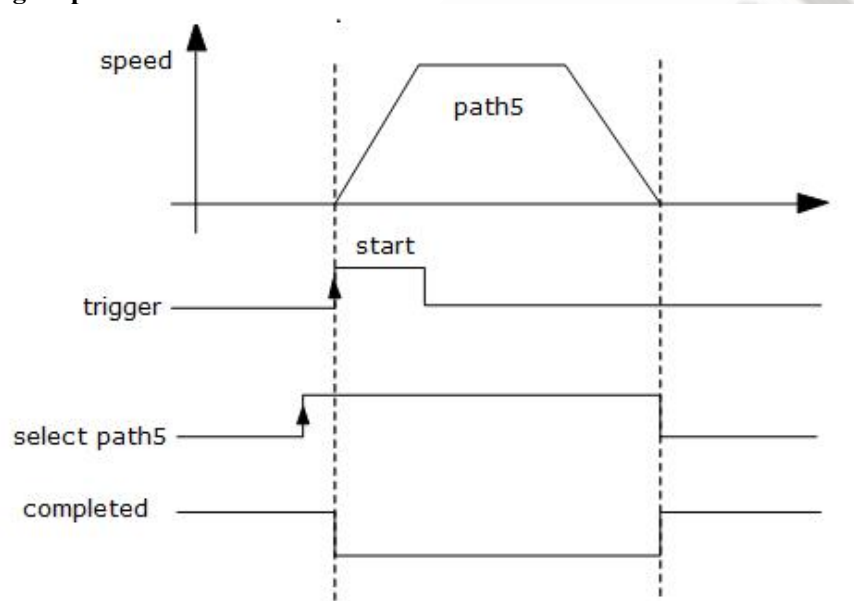 speed
path5
start
trigger
select path5
completed